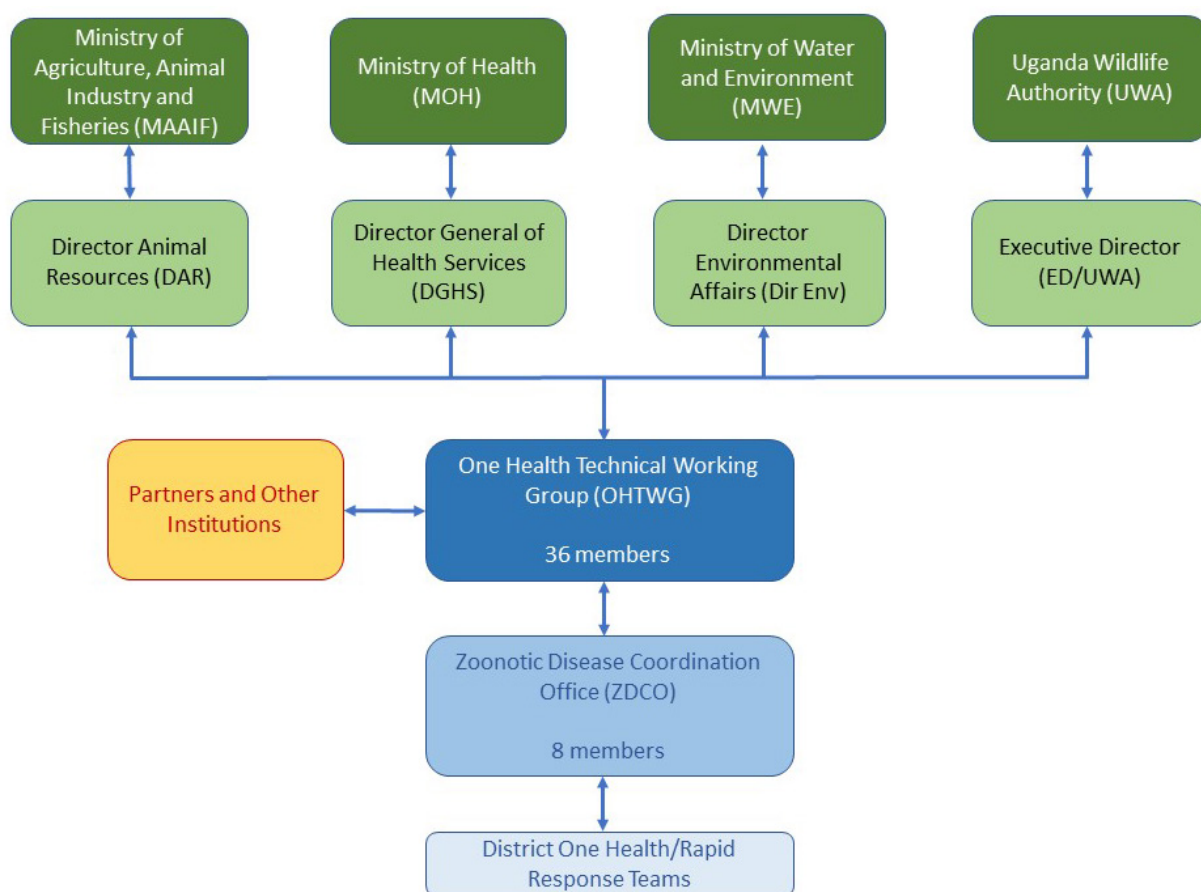 Ministry of
Agriculture, Animal
Industry and
Fisheries (MAAIF)
Ministry of Health
(MOH)
Ministry of Water
and Environment
(MWE)
Uganda Wildlife
Authority (UWA)
Director Animal
Resources (DAR)
Director General of
Health Services
(DGHS)
Director
Environmental
Affairs (Dir Env)
Executive Director
(ED/UWA)
Partners and Other
Institutions
One Health Technical Working
Group (OHTWG)
36 members
Zoonotic Disease Coordination
Office (ZDCO)
8 members
District One Health/Rapid
Response Teams